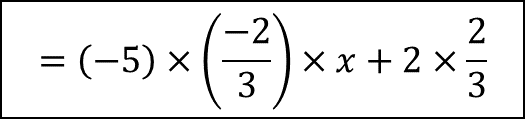 = (−5) × (−2/3) × x + 2 × 2/3